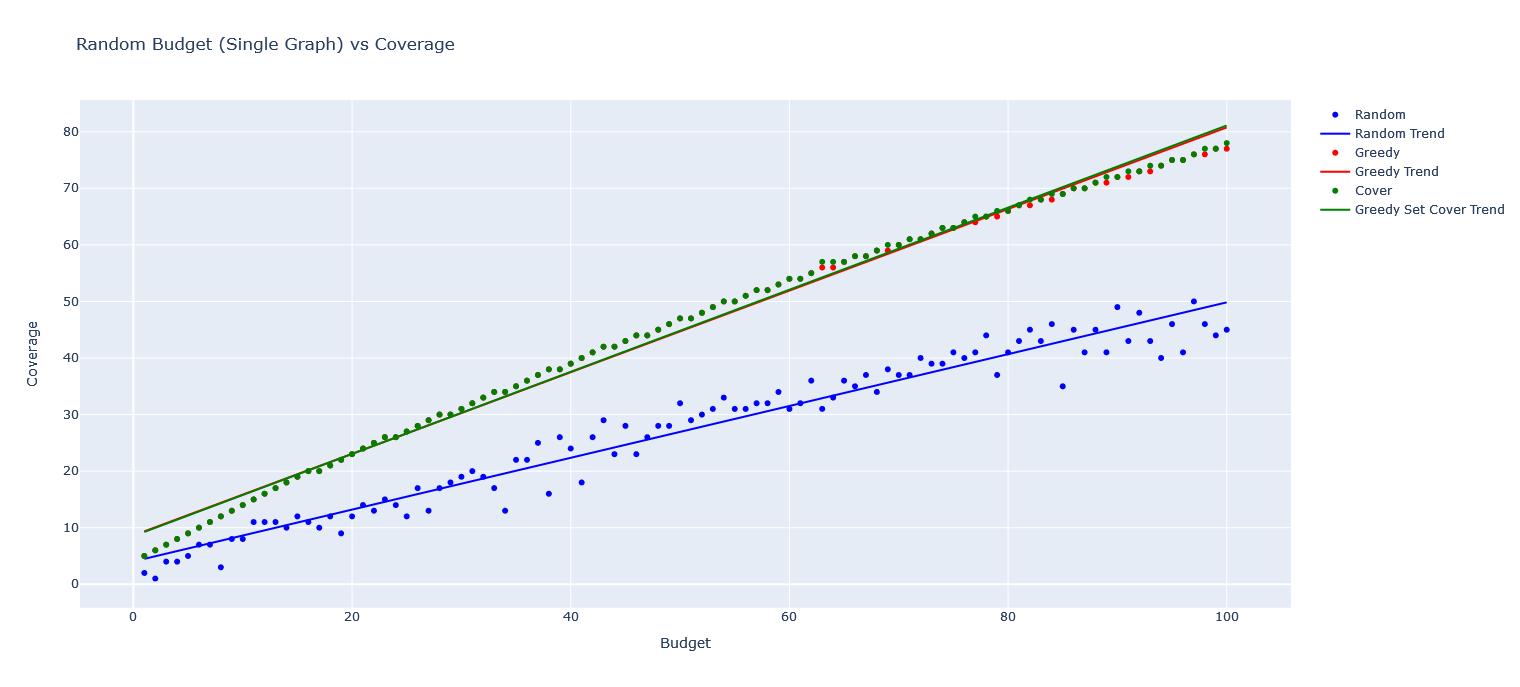 Random Budget (Single Graph) vs Coverage
80
70
60
50
40
30
20
10
0
Coverage
0 20 40 60 80 100
Budget
Random
Random Trend
Greedy
Greedy Trend
Cover
Greedy Set Cover Trend